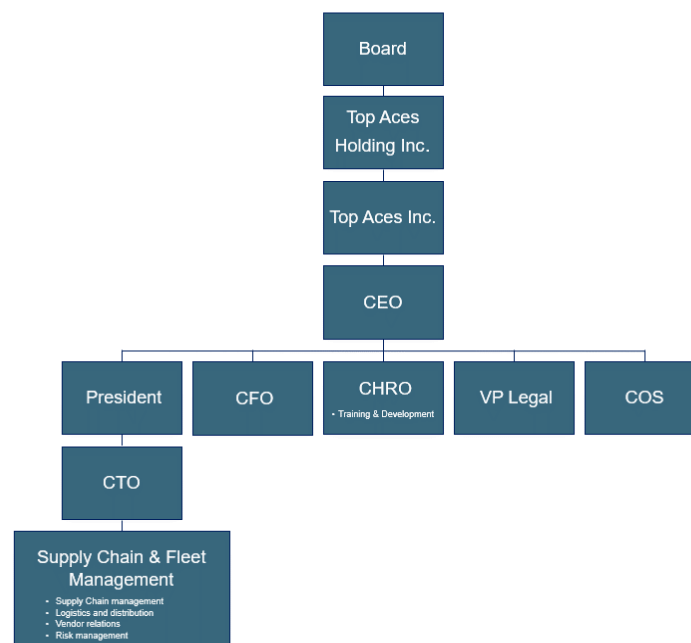 Board
Top Aces
Holding Inc.
Top Aces Inc.
CEO
President
CFO
CHRO
• Training & Development
VP Legal
COS
CTO
Supply Chain & Fleet
Management
• Supply Chain management
• Logistics and distribution
• Vendor relations
• Risk management